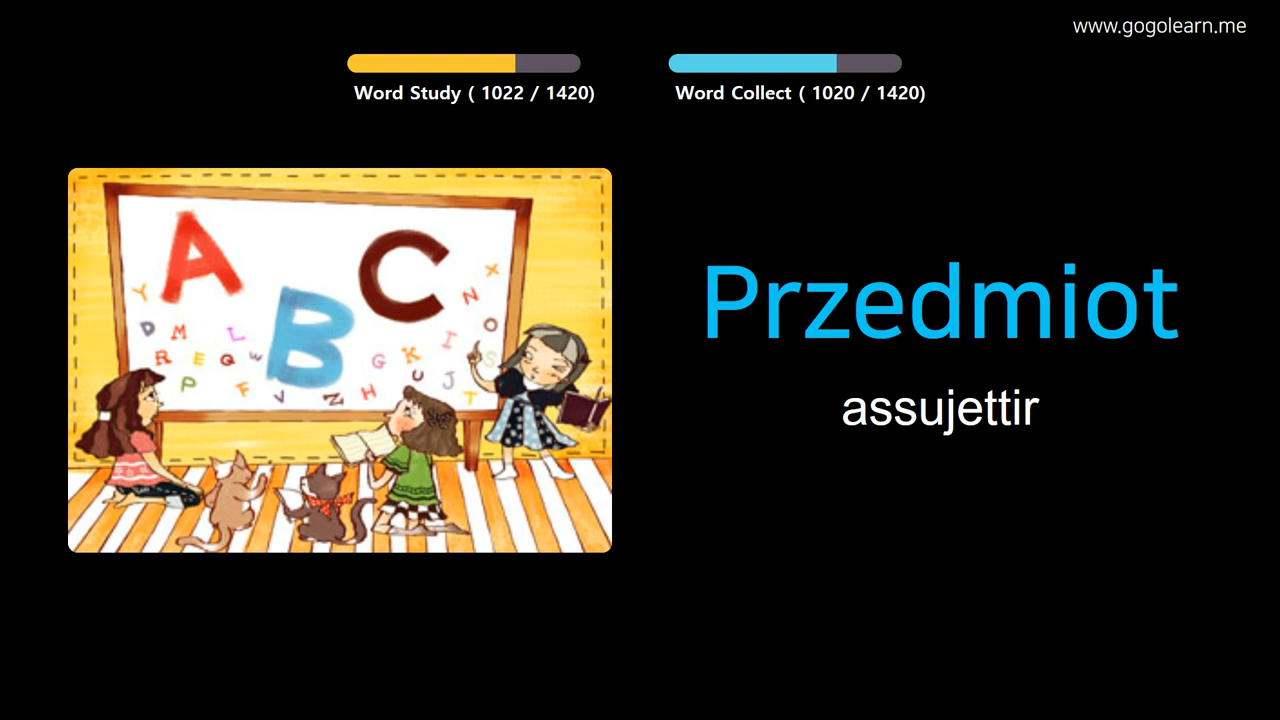 www.gogolearn.me
Word Study ( 1022 / 1420)
Word Collect ( 1020 / 1420)
A
C
B
Y
X
N
D
M
L
O
I
R
E
Q
W
G
K
S
P
F
V
Z
H
U
J
T
Przedmiot
assujettir